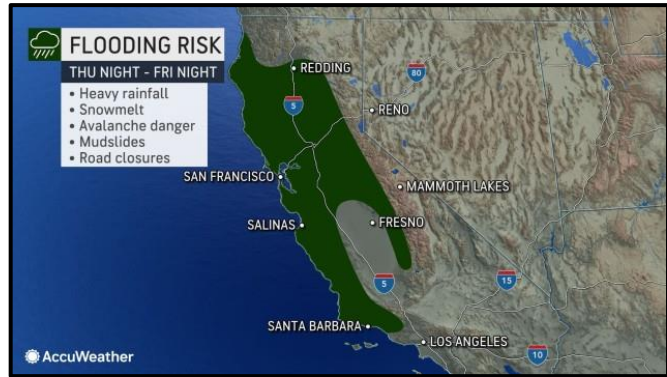 FLOODING RISK
THU NIGHT - FRI NIGHT
• Heavy rainfall
• Snowmelt
• Avalanche danger
• Mudslides
• Road closures
REDDING
80
5
RENO
SAN FRANCISCO
MAMMOTH LAKES
SALINAS
FRESNO
5
15
SANTA BARBARA
LOS ANGELES
10
AccuWeather